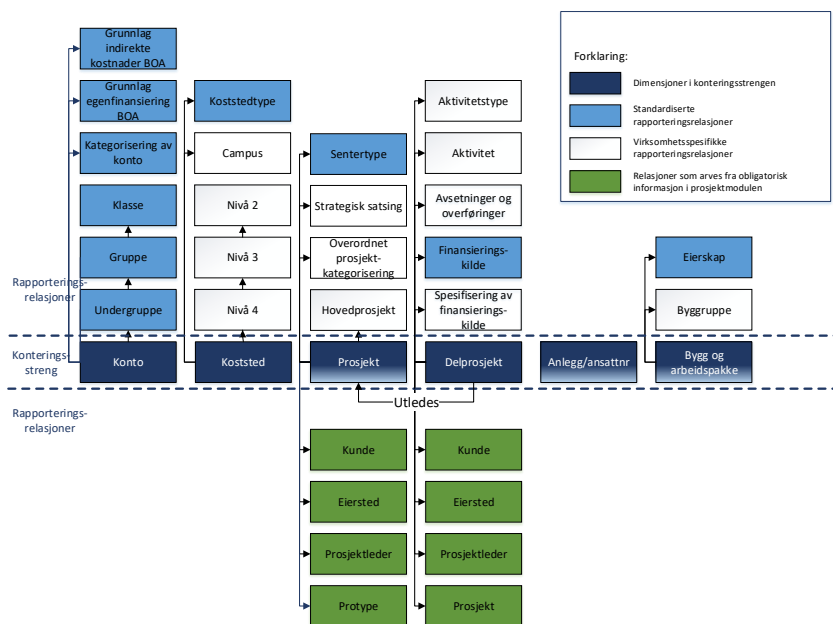 Grunnlag
indirekte
kostnader BOA
Grunnlag
egenfinansiering
BOA
Kategorisering av
konto
Klasse
Gruppe
Undergruppe
Koststedtype
Campus
Nivå 2
Nivå 3
Nivå 4
Sentertype
Strategisk satsing
Overordnet
prosjekt-
kategorisering
Hovedprosjekt
Aktivitetstype
Aktivitet
Avsetninger og
overføringer
Finansierings-
kilde
Spesifisering av
finansierings-
kilde
Eierskap
Byggruppe
Forklaring:
Dimensjoner i konteringsstrengen
Standardiserte
rapporteringsrelasjoner
Virksomhetsspesifikke
rapporteringsrelasjoner
Relasjoner som arves fra obligatorisk
informasjon i prosjektmodulen
Rapporterings-
relasjoner
Konterings-
streng
Konto
Koststed
Prosjekt
Delprosjekt
Anlegg/ansattnr
Bygg og
arbeidspakke
Rapporterings-
relasjoner
Utledes
Kunde
Eiersted
Prosjektleder
Protype
Kunde
Eiersted
Prosjektleder
Prosjekt